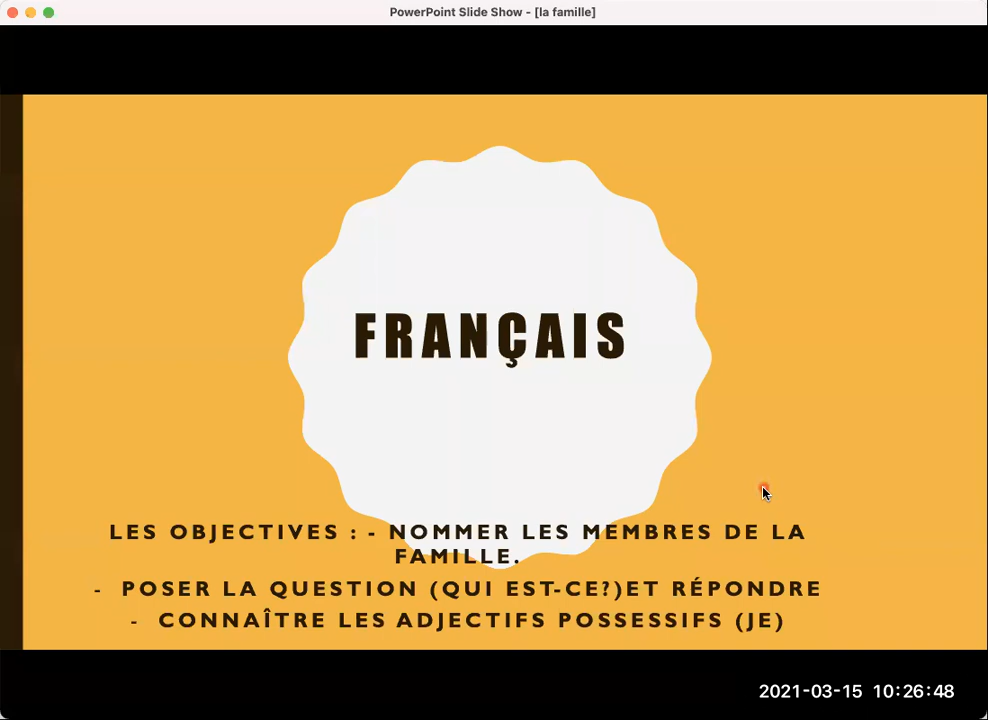 PowerPoint Slide Show - [la famille]
FRANÇAIS
LES OBJECTIVES : - NOMMER LES MEMBRES DE LA
FAMILLE.
- POSER LA QUESTION (QUI EST-CE?)ET RÉPONDRE
- CONNAÎTRE LES ADJECTIFS POSSESSIFS (JE)
2021-03-15 10:26:48